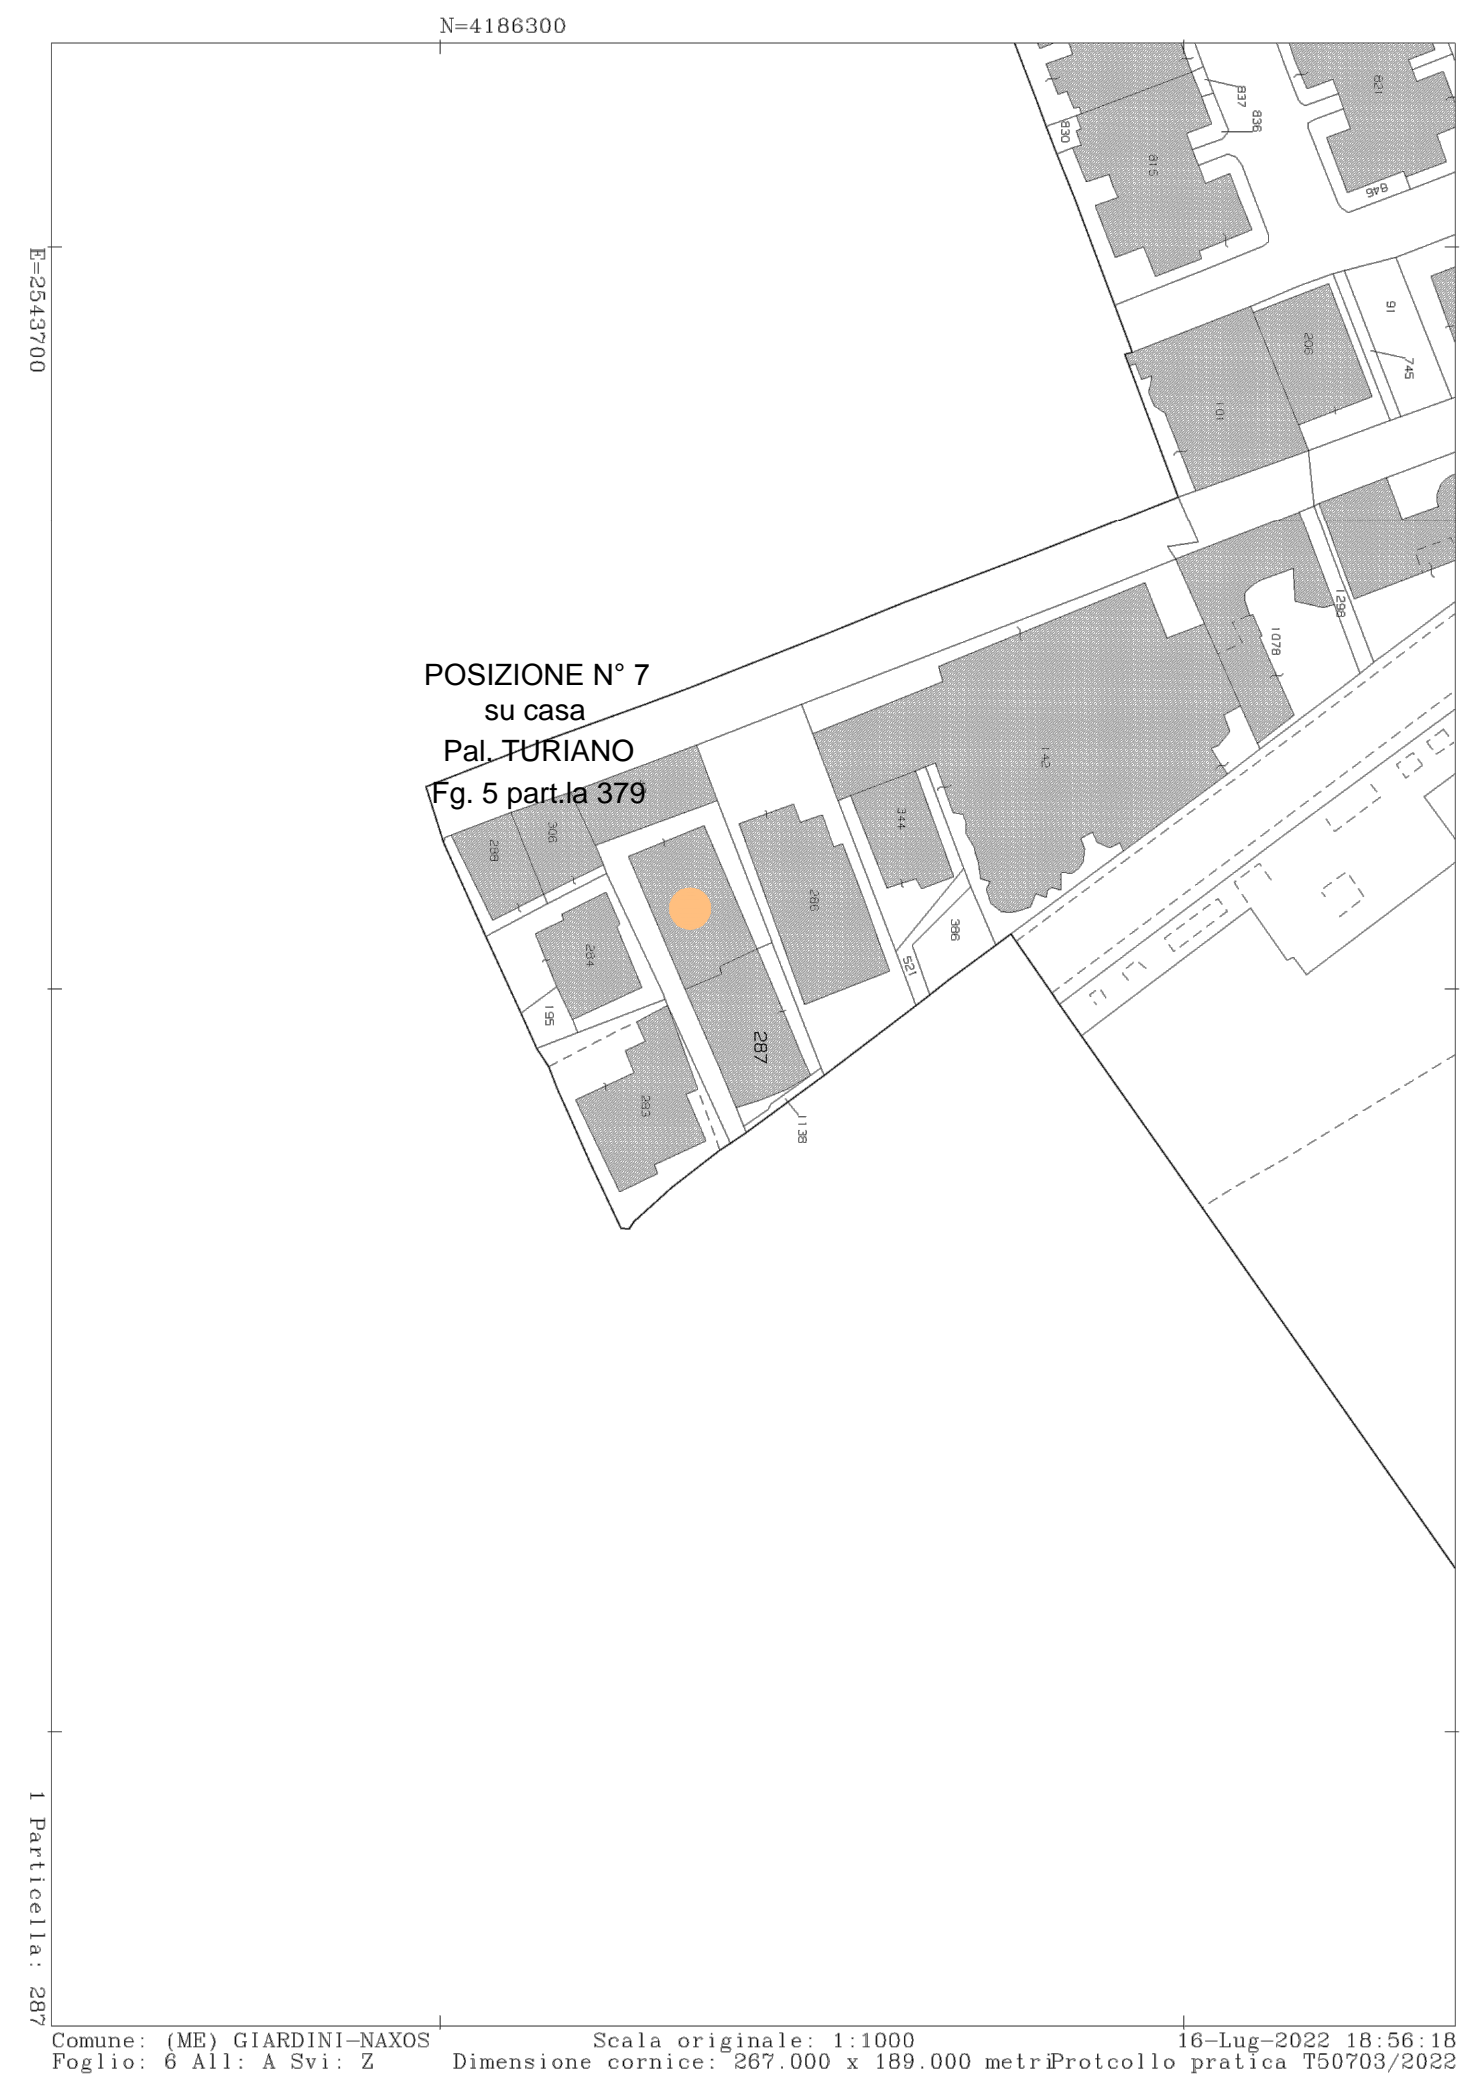 N=4186300
E=2543700
837
836
830
821
815
846
91
206
745
101
1298
1078
POSIZIONE N° 7
su casa
Pal. TURIANO
Fg. 5 part.la 379
142
344
306
288
286
386
284
521
195
287
283
1138
1 Particella: 287
Comune: (ME) GIARDINI-NAXOS
Scala originale: 1:1000
16-Lug-2022 18:56:18
Foglio: 6 All: A Svi: Z
Dimensione cornice: 267.000 x 189.000 metri
Protcollo pratica T50703/2022